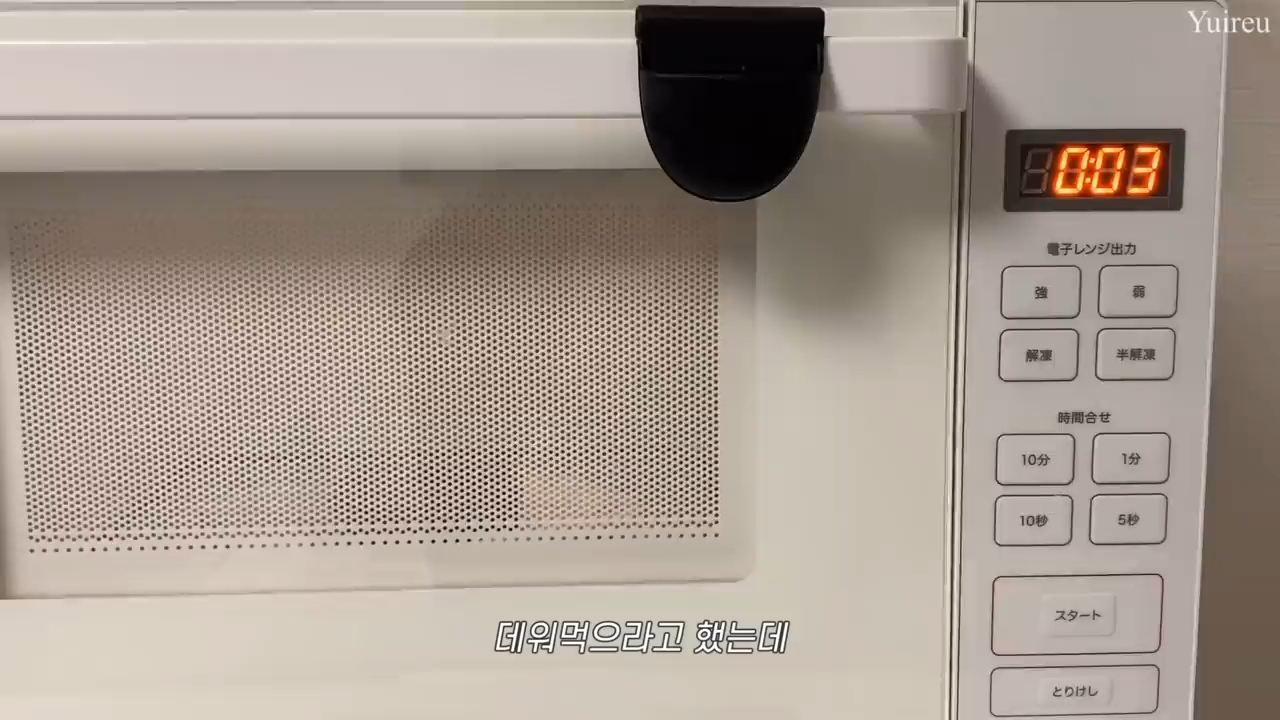 Yuireu
0:03
電子レンジ出力
強 弱
解凍 半解凍
時間合せ
10分 1分
10秒 5秒
スタート
とりけし
데워먹으라고 했는데